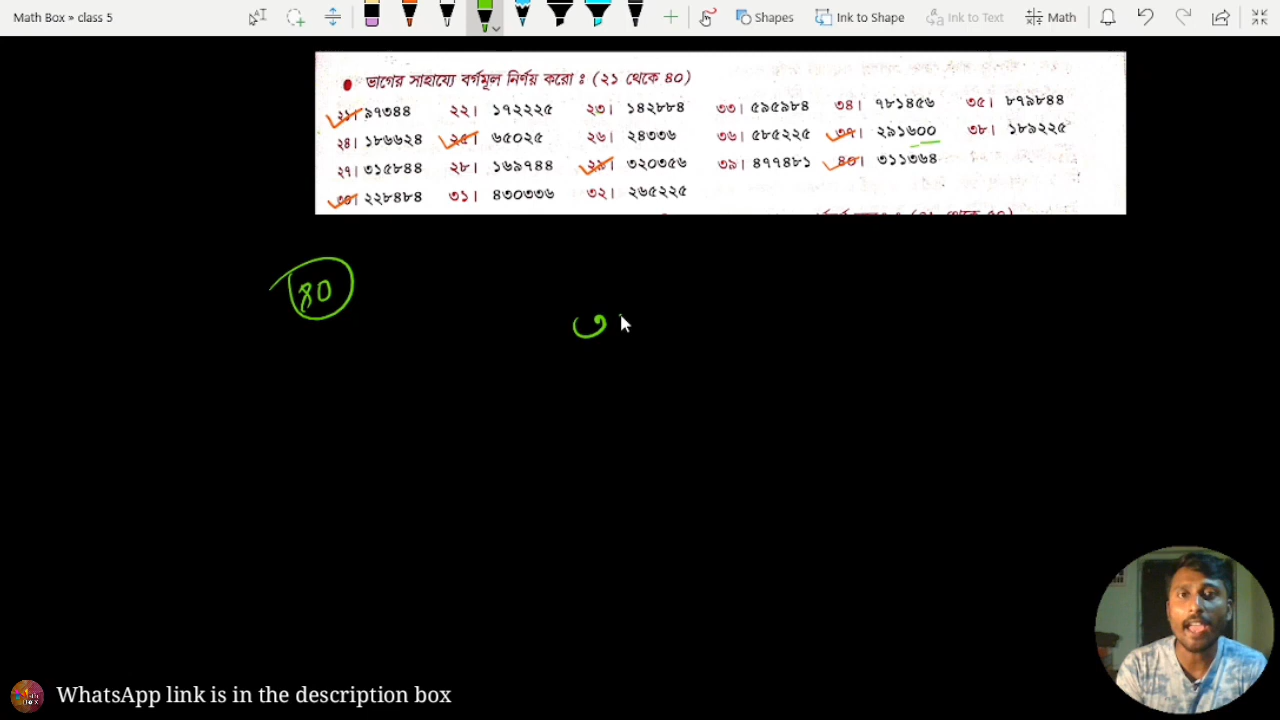 Math Box » class 5
Shapes
Ink to Shape
Ink to Text
Math
ভাগের সাহায্যে বর্গমূল নির্ণয় করো : (২১ থেকে ৪০)
২১। ৯৭৩৪৪ ২২। ১৭২২২৫ ২৩। ১৪২৮৮৪ ৩৩। ৫৯৫৯৮৪ ৩৪। ৭৮১৪৫৬ ৩৫। ৮৭৯৮৪৪
২৪। ১৮৬৬২৪ ২৫। ৬৫০২৫ ২৬। ২৪৩৩৬ ৩৬। ৫৮৫২২৫ ৩৭। ২৯১৬০০ ৩৮। ১৮৯২২৫
২৭। ৩১৫৮৪৪ ২৮। ১৬৯৭৪৪ ২৯। ৩২০৩৫৬ ৩৯। ৪৭৭৪৮১ ৪০। ৩১১৩৬৪
৩০। ২২৮৪৮৪ ৩১। ৪৩০৩৩৬ ৩২। ২৬৫২২৫
৪০
৩
WhatsApp link is in the description box